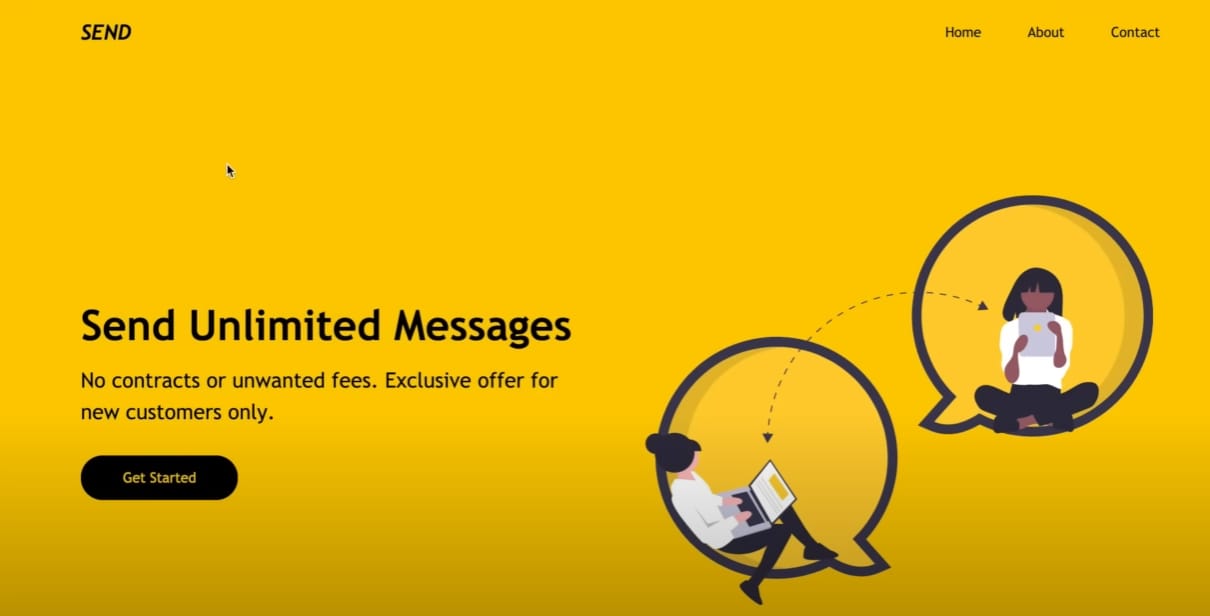 SEND
Home
About
Contact
Send Unlimited Messages
No contracts or unwanted fees. Exclusive offer for
new customers only.
Get Started